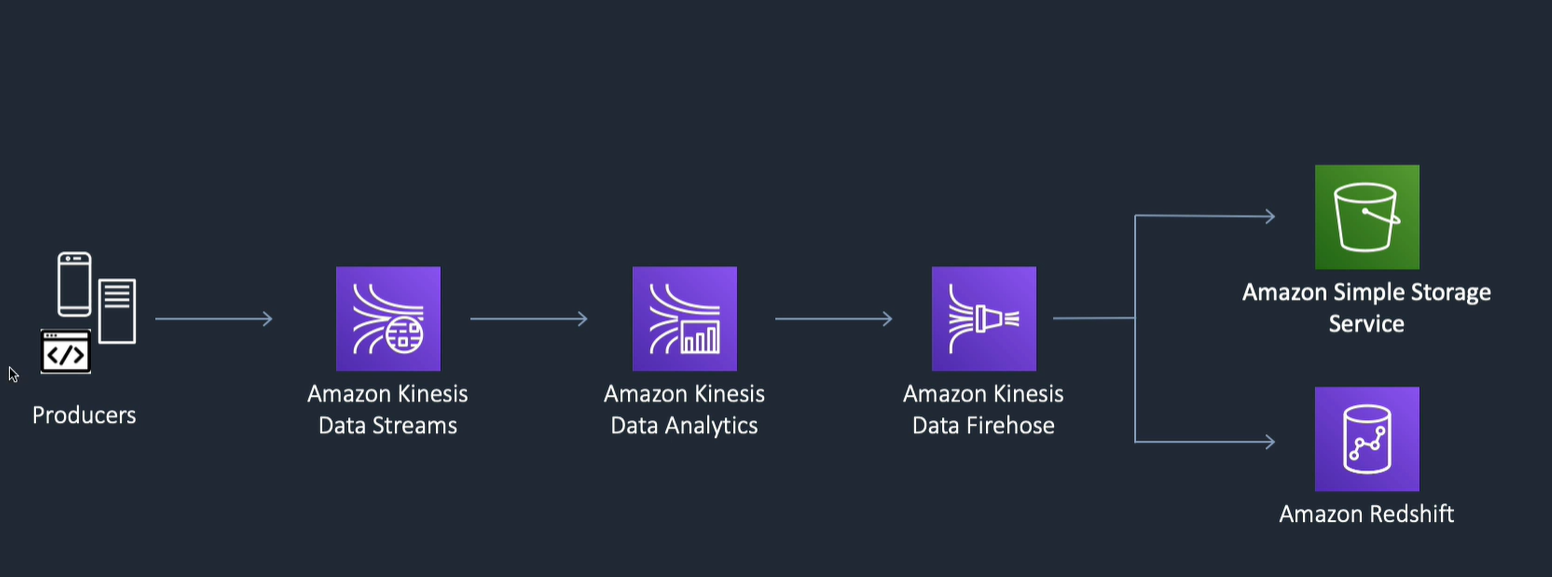 Producers
</>
Amazon Kinesis
Data Streams
Amazon Kinesis
Data Analytics
Amazon Kinesis
Data Firehose
Amazon Simple Storage
Service
Amazon Redshift